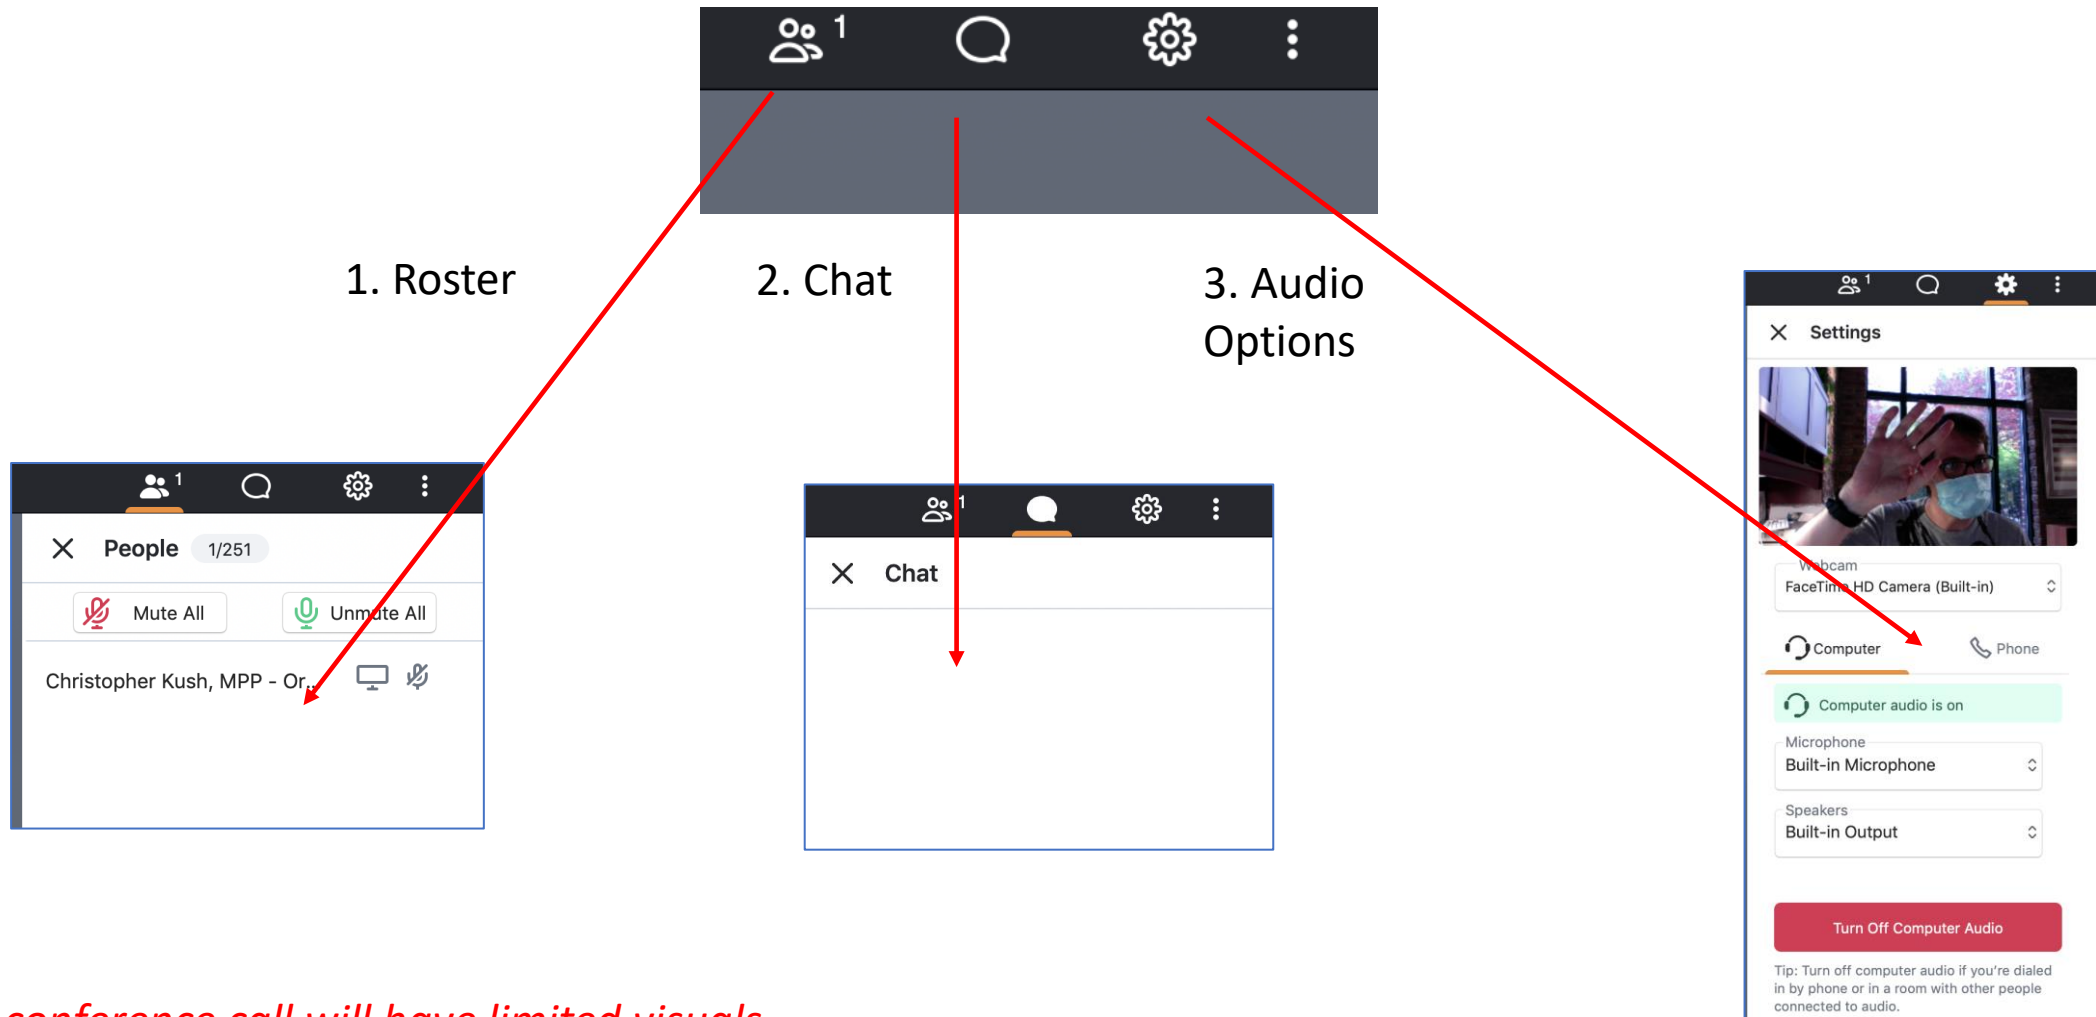 1
1. Roster
2. Chat
3. Audio
Options
1
People 1/251
Mute All Unmute All
Christopher Kush, MPP - Or...
1
Chat
1
Settings
Webcam
FaceTime HD Camera (Built-in)
Computer Phone
Computer audio is on
Microphone
Built-in Microphone
Speakers
Built-in Output
Turn Off Computer Audio
Tip: Turn off computer audio if you're dialed
in by phone or in a room with other people
connected to audio.
conference call will have limited visuals